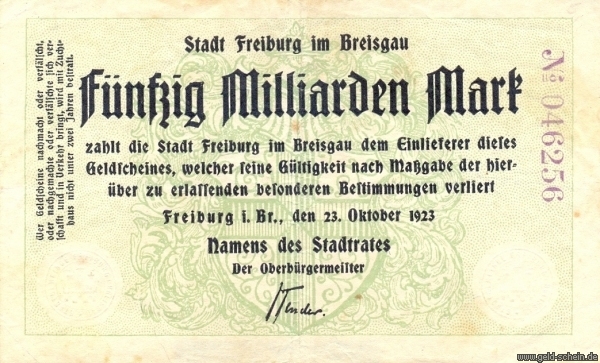 Stadt Freiburg im Breisgau
Fünfzig Milliarden Mark
zahlt die Stadt Freiburg im Breisgau dem Einlieferer dieses
Geldscheines, welcher seine Gültigkeit nach Maßgabe der hier-
über zu erlassenden besonderen Bestimmungen verliert
Freiburg i. Br., den 23. Oktober 1923
Namens des Stadtrates
Der Oberbürgermeister
Wer Geldscheine nachmacht oder verfälscht,
oder nachgemachte oder verfälschte sich ver-
schafft und in Verkehr bringt, wird mit Zucht-
haus nicht unter zwei Jahren bestraft.
No 046256
www.geld-schein.de